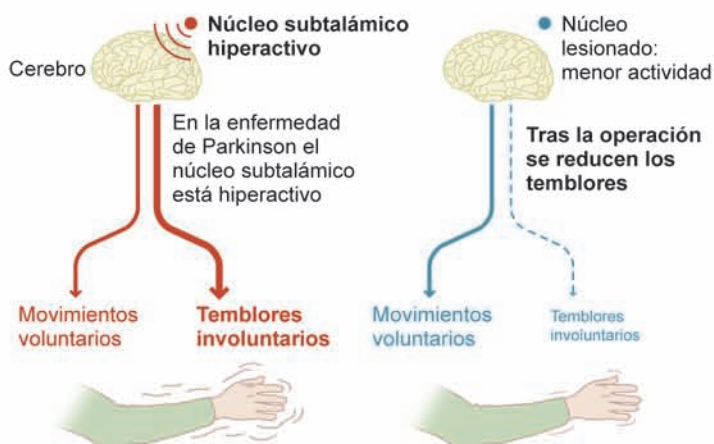 Núcleo subtalámico
hiperactivo
Cerebro
En la enfermedad
de Parkinson el
núcleo subtalámico
está hiperactivo
Movimientos
voluntarios
Temblores
involuntarios
Núcleo
lesionado:
menor actividad
Tras la operación
se reducen los
temblores
Movimientos
voluntarios
Temblores
involuntarios